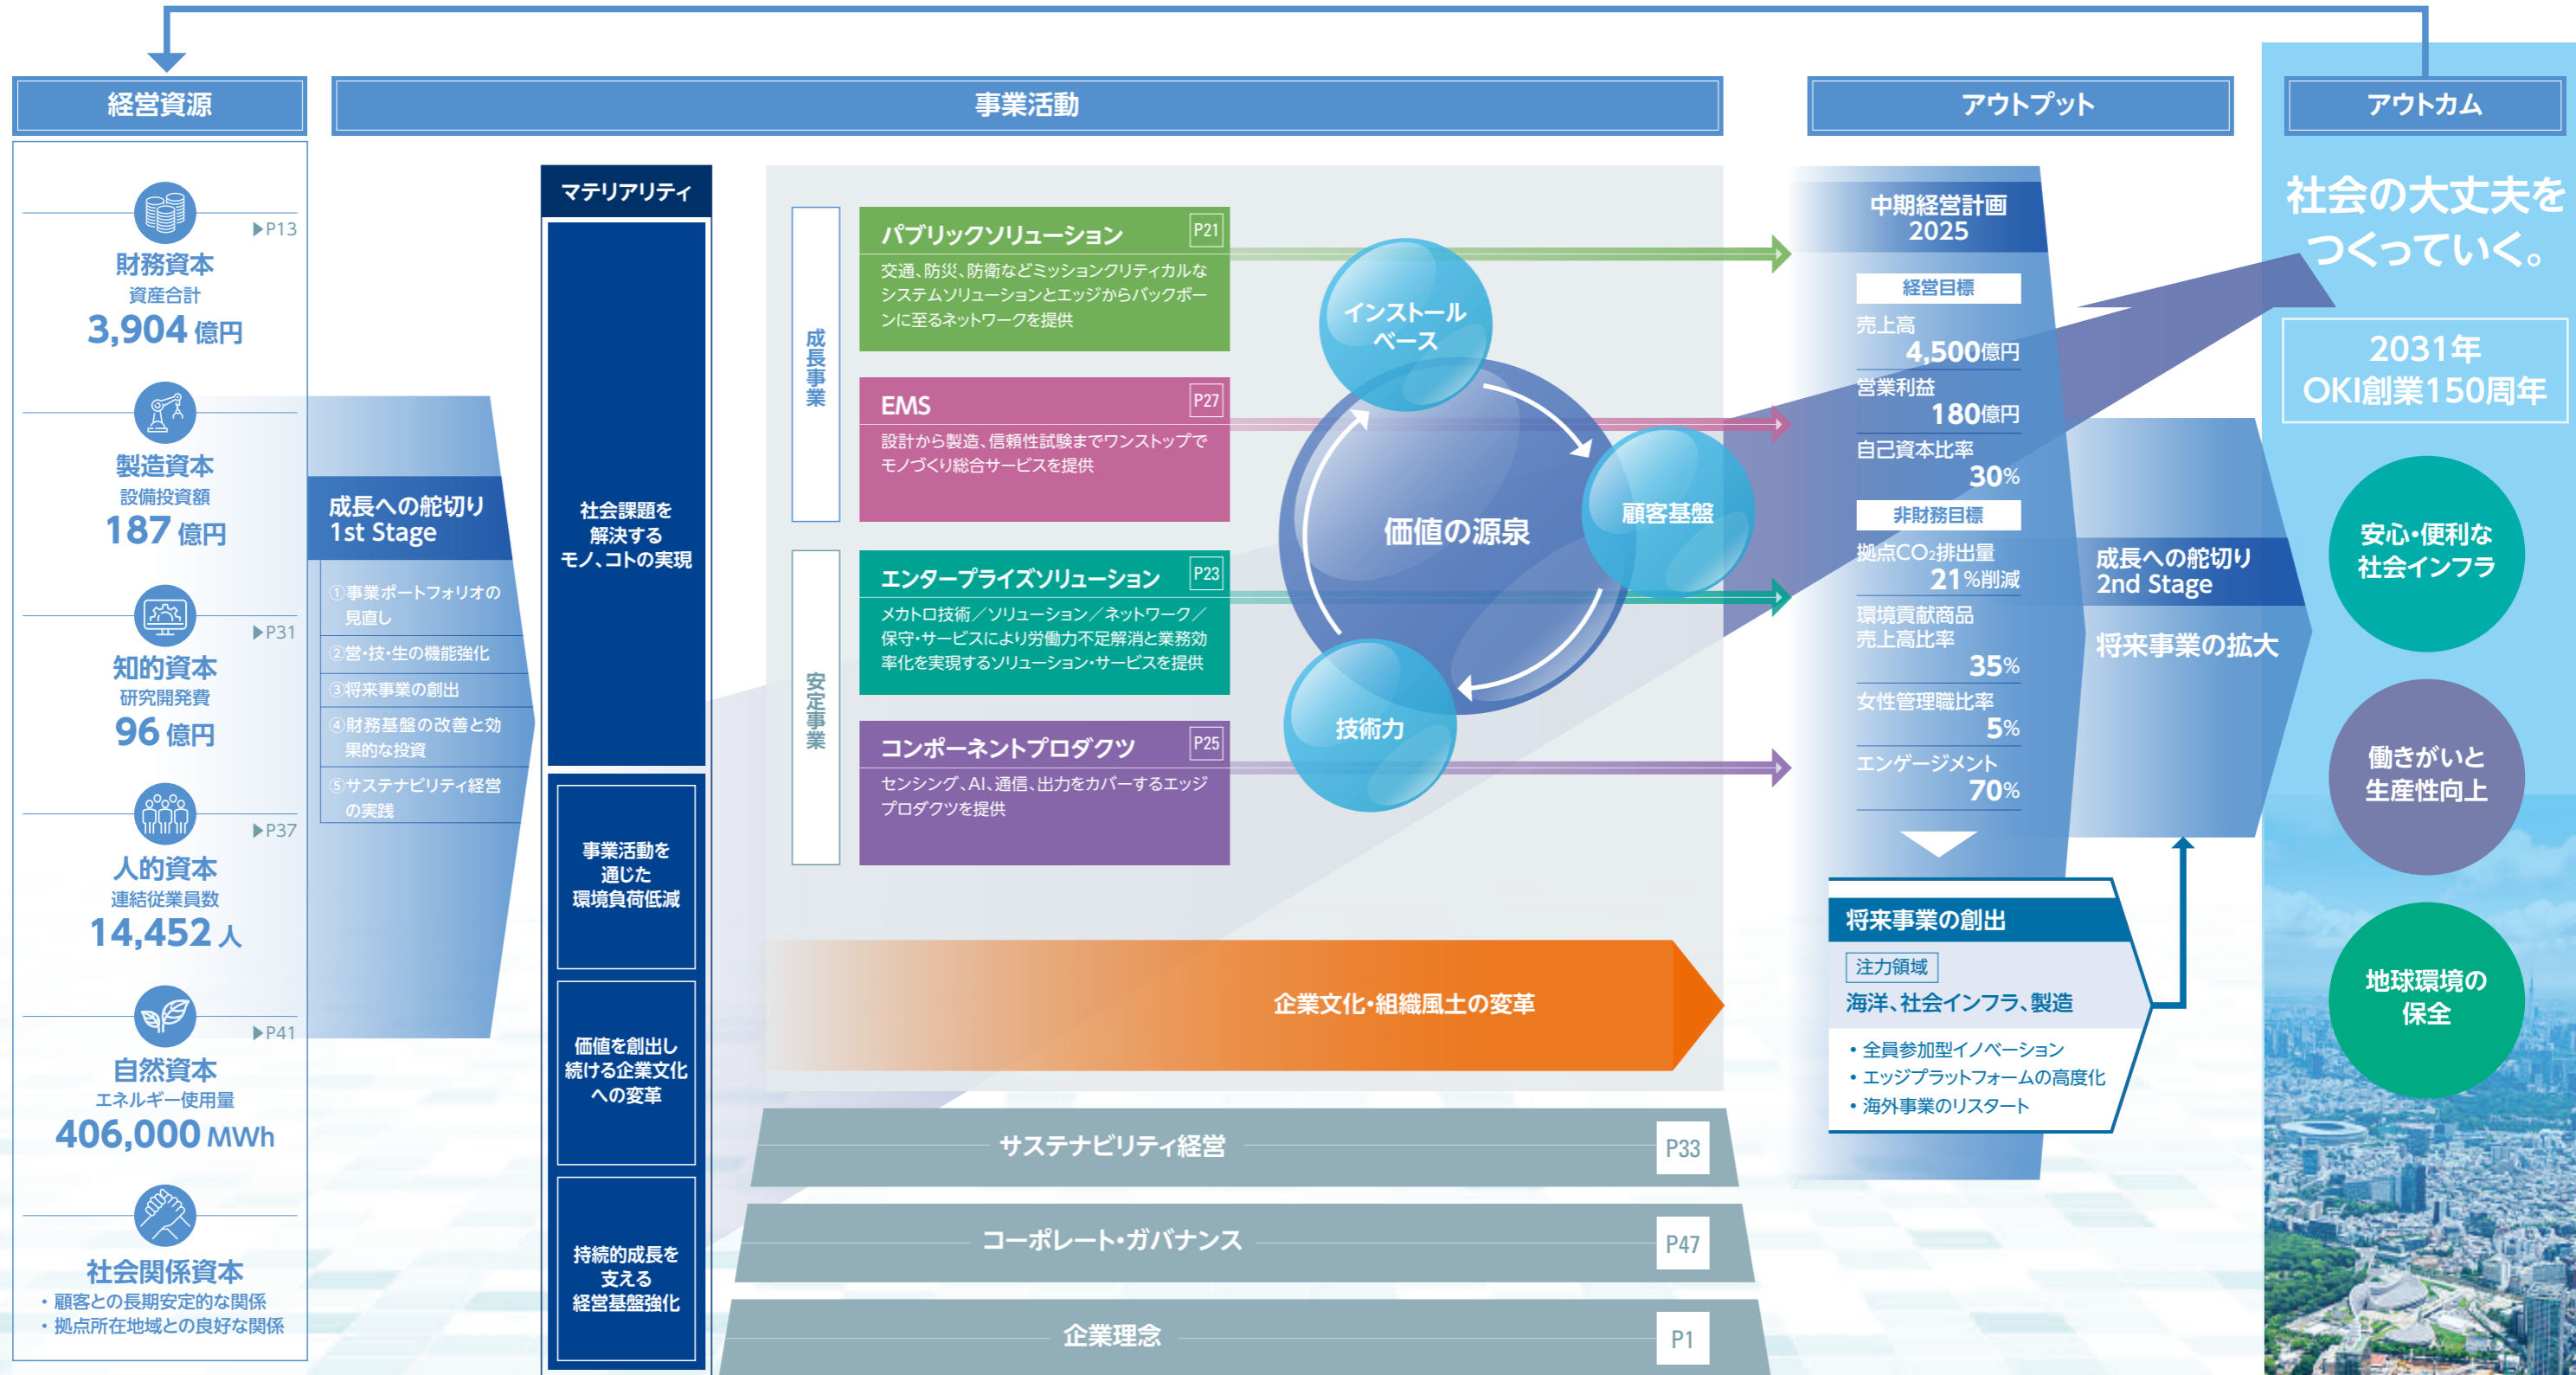 経営資源
事業活動
アウトプット
アウトカム
▶P13
財務資本
資産合計
3,904 億円
製造資本
設備投資額
187 億円
▶P31
知的資本
研究開発費
96 億円
▶P37
人的資本
連結従業員数
14,452 人
▶P41
自然資本
エネルギー使用量
406,000 MWh
社会関係資本
・顧客との長期安定的な関係
・拠点所在地域との良好な関係
成長への舵切り
1st Stage
①事業ポートフォリオの
見直し
②営・技・生の機能強化
③将来事業の創出
④財務基盤の改善と効
果的な投資
⑤サステナビリティ経営
の実践
マテリアリティ
社会課題を
解決する
モノ、コトの実現
事業活動を
通じた
環境負荷低減
価値を創出し
続ける企業文化
への変革
持続的成長を
支える
経営基盤強化
成長事業
パブリックソリューション P21
交通、防災、防衛などミッションクリティカルな
システムソリューションとエッジからバックボー
ンに至るネットワークを提供
EMS P27
設計から製造、信頼性試験までワンストップで
モノづくり総合サービスを提供
安定事業
エンタープライズソリューション P23
メカトロ技術／ソリューション／ネットワーク／
保守・サービスにより労働力不足解消と業務効
率化を実現するソリューション・サービスを提供
コンポーネントプロダクツ P25
センシング、AI、通信、出力をカバーするエッジ
プロダクツを提供
インストール
ベース
価値の源泉
顧客基盤
技術力
企業文化・組織風土の変革
サステナビリティ経営 P33
コーポレート・ガバナンス P47
企業理念 P1
中期経営計画
2025
経営目標
売上高
4,500億円
営業利益
180億円
自己資本比率
30%
非財務目標
拠点CO₂排出量
21%削減
環境貢献商品
売上高比率
35%
女性管理職比率
5%
エンゲージメント
70%
将来事業の創出
注力領域
海洋、社会インフラ、製造
・全員参加型イノベーション
・エッジプラットフォームの高度化
・海外事業のリスタート
成長への舵切り
2nd Stage
将来事業の拡大
社会の大丈夫を
つくっていく。
2031年
OKI創業150周年
安心・便利な
社会インフラ
働きがいと
生産性向上
地球環境の
保全